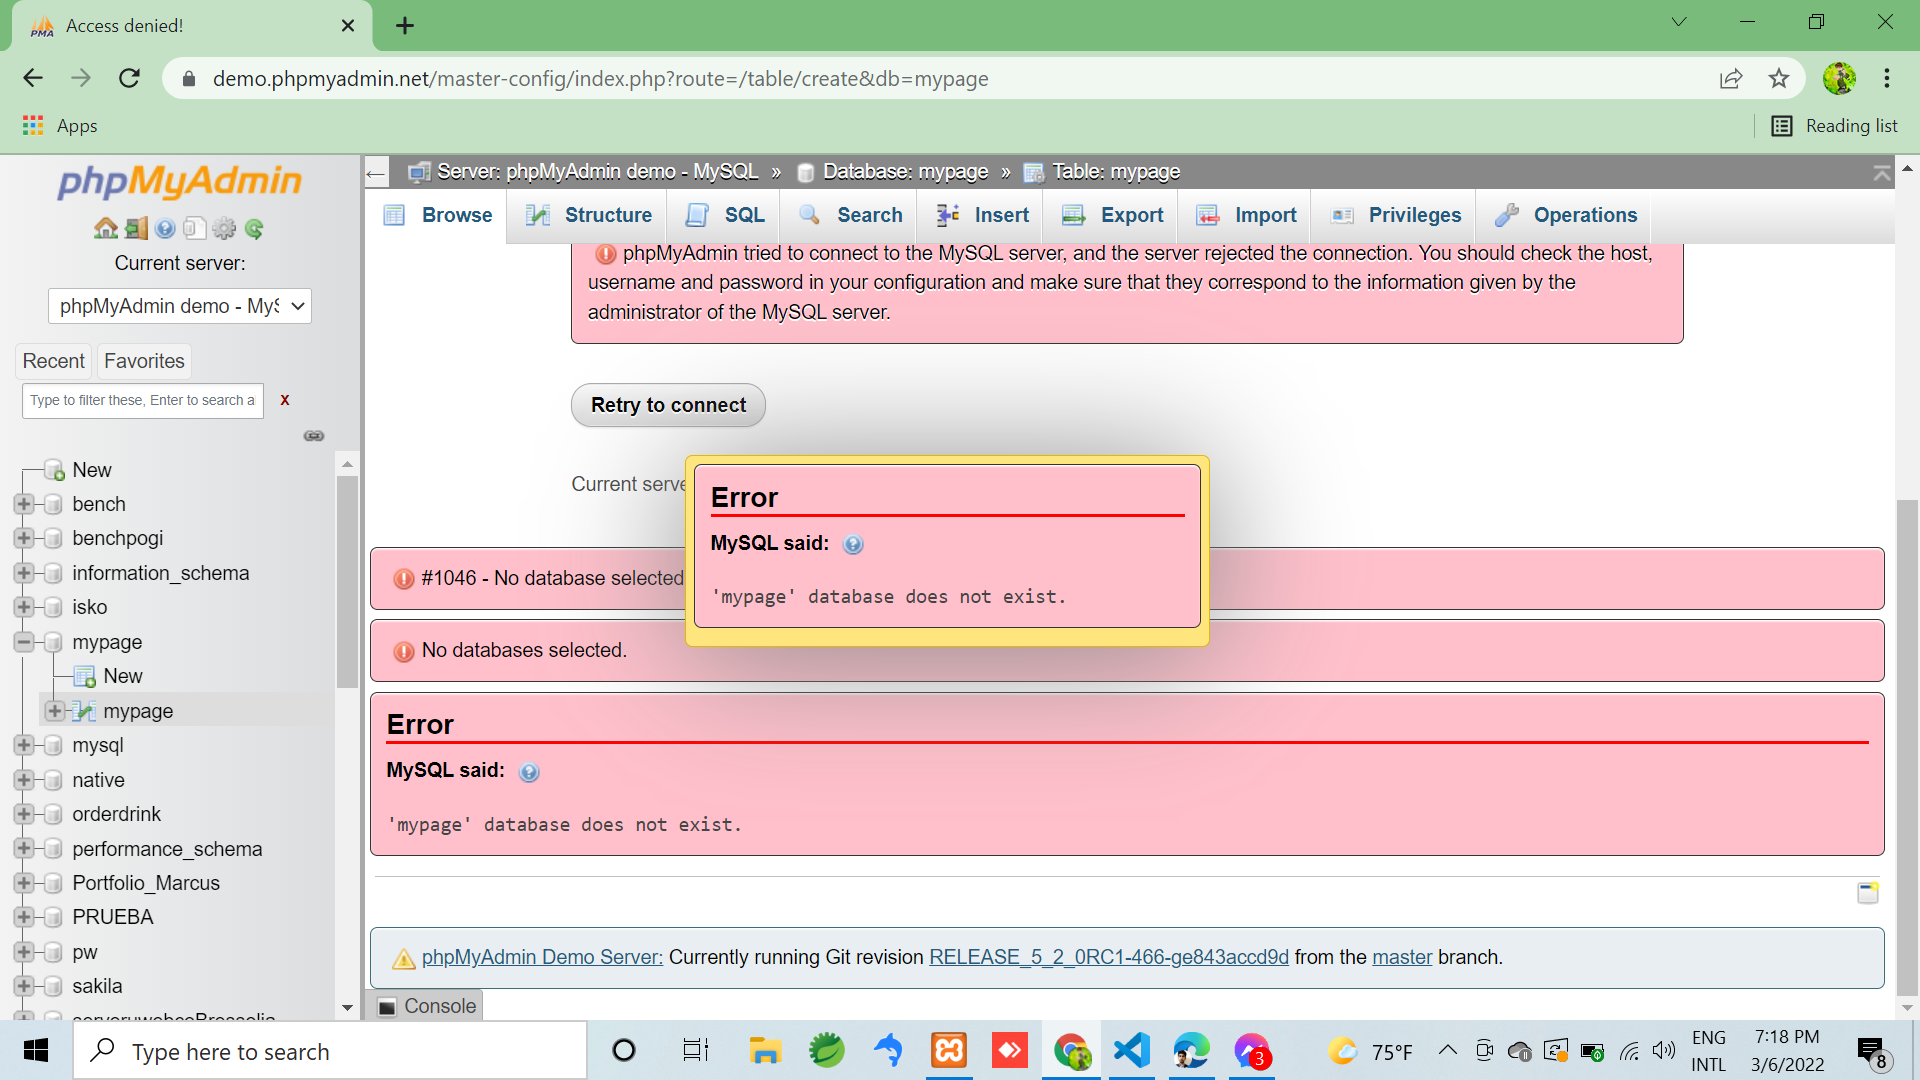 PMA
Access denied!
demo.phpmyadmin.net/master-config/index.php?route=/table/create&db=mypage
Apps
Reading list
phpMyAdmin
Current server:
phpMyAdmin demo - MyS
Recent
Favorites
Type to filter these, Enter to search a
X
New
bench
benchpogi
information_schema
isko
mypage
New
mypage
mysql
native
orderdrink
performance_schema
Portfolio_Marcus
PRUEBA
pw
sakila
Server: phpMyAdmin demo - MySQL » Database: mypage » Table: mypage
Browse
Structure
SQL
Search
Insert
Export
Import
Privileges
Operations
phpMyAdmin tried to connect to the MySQL server, and the server rejected the connection. You should check the host,
username and password in your configuration and make sure that they correspond to the information given by the
administrator of the MySQL server.
Retry to connect
Current serve
Error
MySQL said:
'mypage' database does not exist.
#1046 - No database selected
No databases selected.
Error
MySQL said:
'mypage' database does not exist.
phpMyAdmin Demo Server: Currently running Git revision RELEASE_5_2_0RC1-466-ge843accd9d from the master branch.
Console
Type here to search
3
75°F
ENG
INTL
7:18 PM
3/6/2022
8